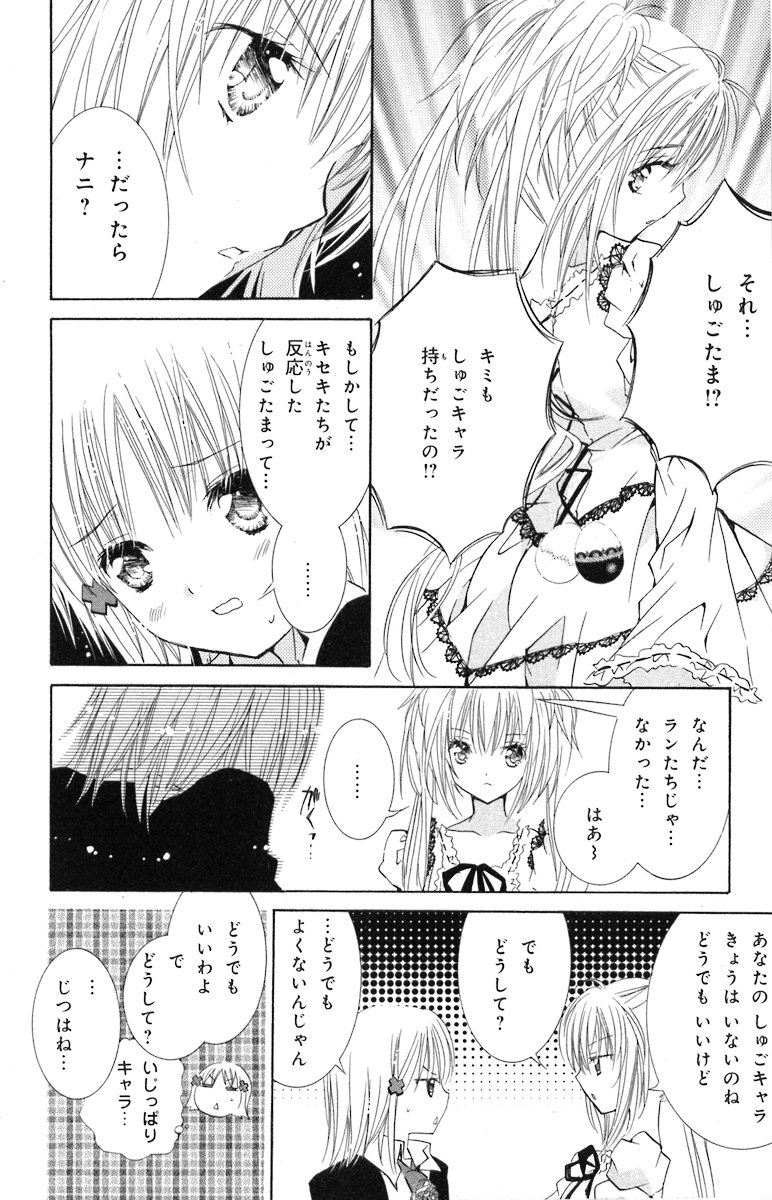 それ…
しゅごたま!?
キミも
しゅごキャラ
持ちだったの!?
も
…だったら
ナニ?
もしかして…
キセキたちが
反応した
はんのう
しゅごたまって…
なんだ…
ランたちじゃ…
なかった…
はあ〜
……
がく…っ
あなたの しゅごキャラ
きょうは いないのね
どうでも いいけど
でも
どうして?
…どうでも
よくないんじゃん
どうでも
いいわよ
で
どうして?
いじっぱり
キャラ…
…
じつはね…